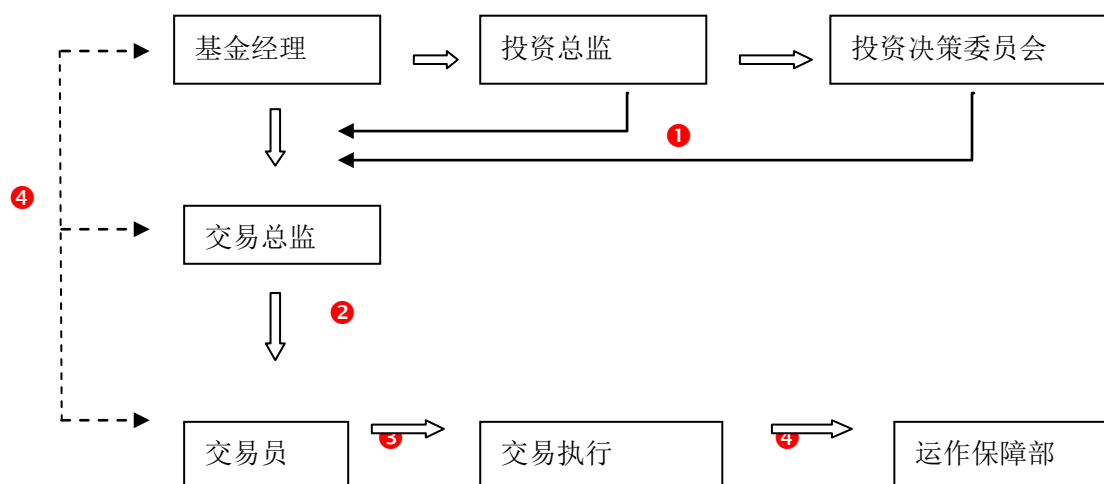 基金经理
投资总监
投资决策委员会
❶
❹
交易总监
❷
交易员
❸
交易执行
❹
运作保障部